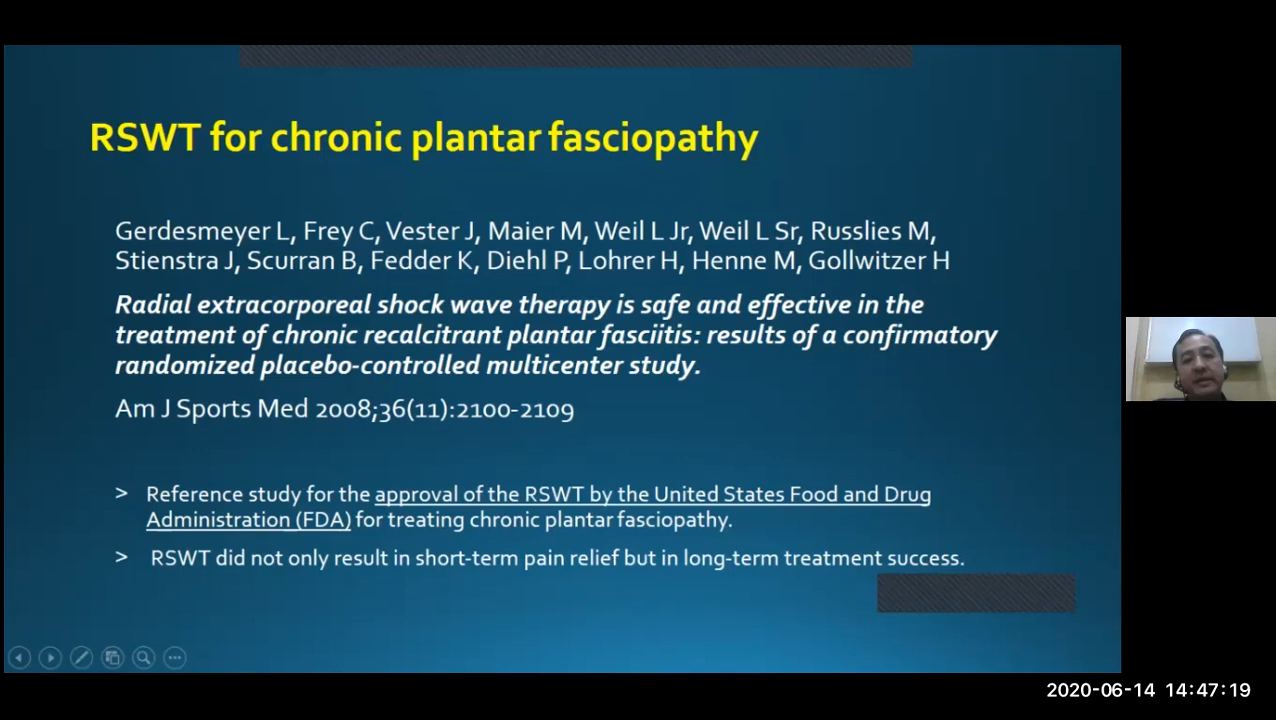 RSWT for chronic plantar fasciopathy
Gerdesmeyer L, Frey C, Vester J, Maier M, Weil L Jr, Weil L Sr, Russlies M,
Stienstra J, Scurran B, Fedder K, Diehl P, Lohrer H, Henne M, Gollwitzer H
Radial extracorporeal shock wave therapy is safe and effective in the
treatment of chronic recalcitrant plantar fasciitis: results of a confirmatory
randomized placebo-controlled multicenter study.
Am J Sports Med 2008;36(11):2100-2109
> Reference study for the approval of the RSWT by the United States Food and Drug
Administration (FDA) for treating chronic plantar fasciopathy.
> RSWT did not only result in short-term pain relief but in long-term treatment success.
2020-06-14 14:47:19